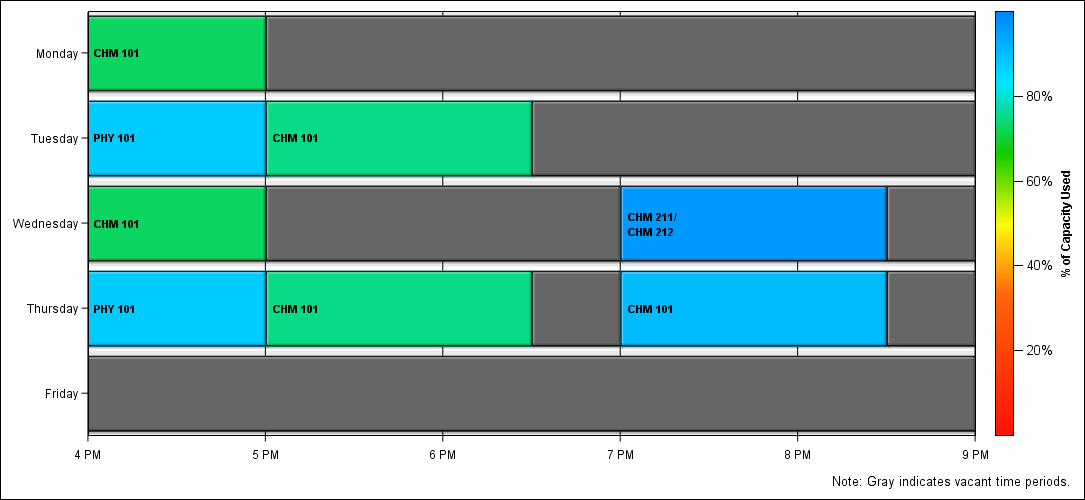 Monday
CHM 101
Tuesday
PHY 101
CHM 101
Wednesday
CHM 101
CHM 211/
CHM 212
Thursday
PHY 101
CHM 101
CHM 101
Friday
4 PM
5 PM
6 PM
7 PM
8 PM
9 PM
80%
60%
40%
20%
% of Capacity Used
Note: Gray indicates vacant time periods.